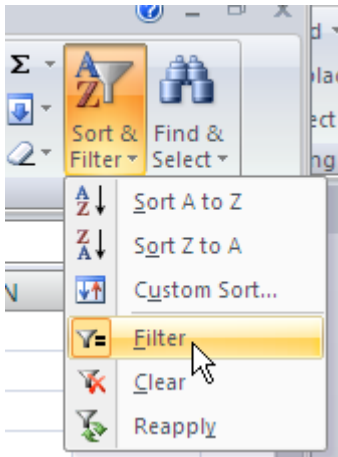 Σ
Sort &
Filter
Find &
Select
Sort A to Z
Sort Z to A
Custom Sort...
Filter
Clear
Reapply
N